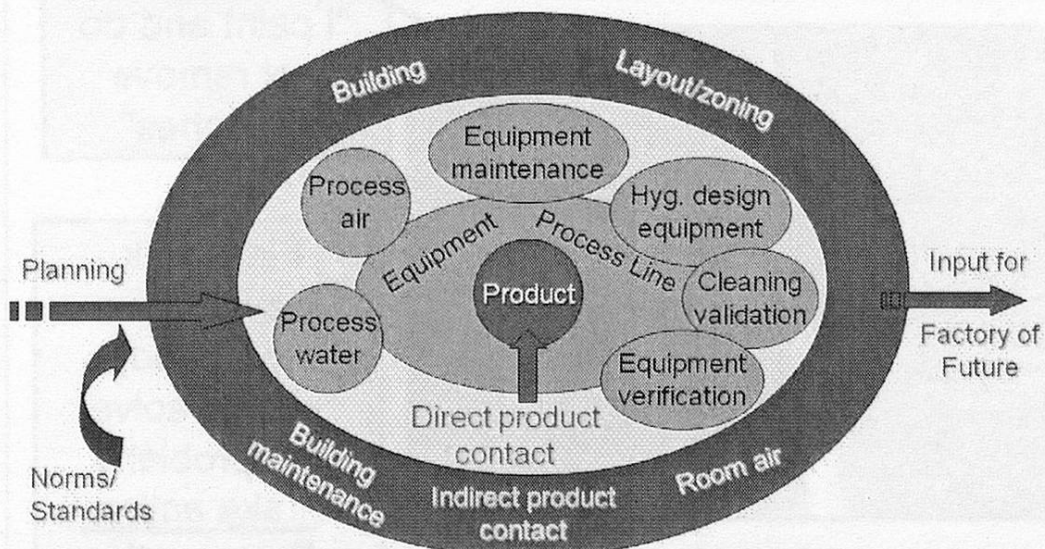 Building
Layout/zoning
Equipment
maintenance
Process
air
Hyg. design
equipment
Equipment
Process Line
Planning
Product
Cleaning
validation
Input for
Factory of
Future
Process
water
Equipment
verification
Direct product
contact
Norms/
Standards
Building
maintenance
Indirect product
contact
Room air